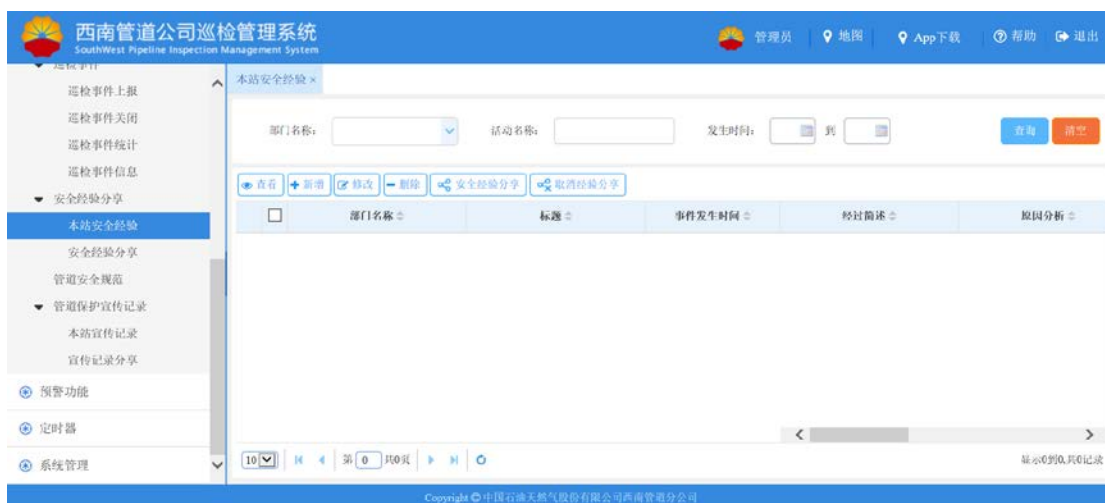 西南管道公司巡检管理系统
SouthWest Pipeline Inspection Management System
管理员 地图 App下载 帮助 退出
巡检事件
巡检事件上报
巡检事件关闭
巡检事件统计
巡检事件信息
安全经验分享
本站安全经验
安全经验分享
管道安全规范
管道保护宣传记录
本站宣传记录
宣传记录分享
预警功能
定时器
系统管理
本站安全经验 ×
部门名称: 活动名称: 发生时间: 到 查询 清空
查看 新增 修改 删除 安全经验分享 取消经验分享
部门名称 标题 事件发生时间 经过简述 原因分析
10 第 0 共0页 显示0到0,共0记录
Copyright © 中国石油天然气股份有限公司西南管道分公司